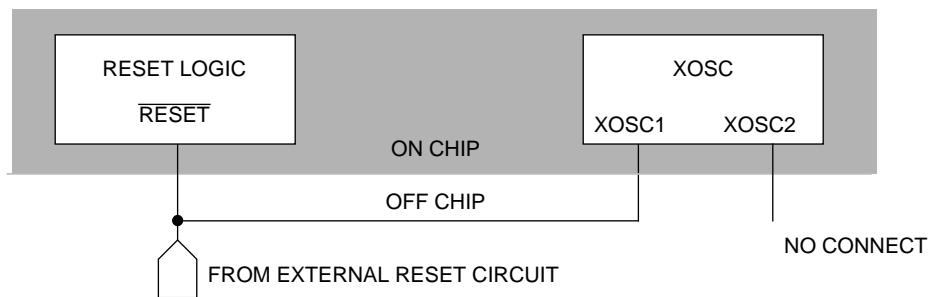 RESET LOGIC
RESET
XOSC
XOSC1
XOSC2
ON CHIP
OFF CHIP
NO CONNECT
FROM EXTERNAL RESET CIRCUIT